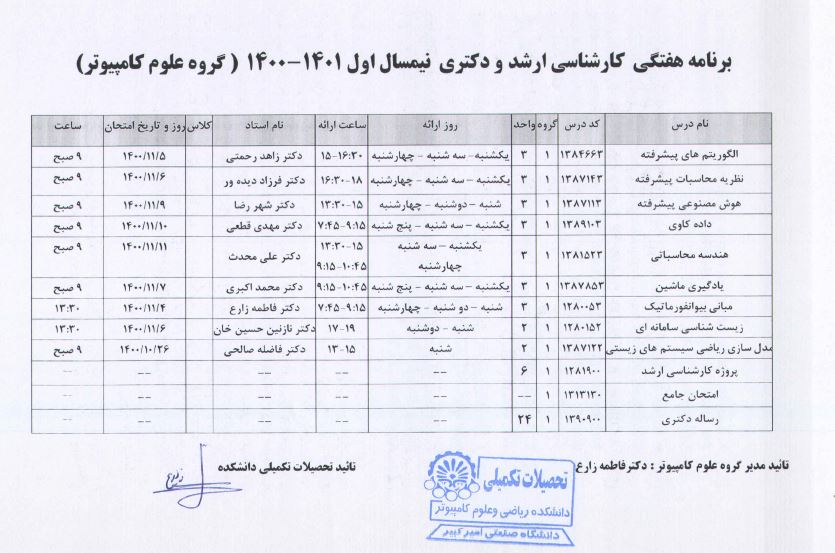 برنامه هفتگی کارشناسی ارشد و دکتری نیمسال اول ۱۴۰۱-۱۴۰۰ ( گروه علوم کامپیوتر)
نام درس کد درس گروه واحد روز ارائه ساعت ارائه نام استاد کلاس روز و تاریخ امتحان ساعت
الگوریتم های پیشرفته ۱۳۸۴۶۶۳ ۱ ۳ یکشنبه- سه شنبه - چهارشنبه ۱۵-۱۶:۳۰ دکتر زاهد رحمتی ۱۴۰۰/۱۱/۵ ۹ صبح
نظریه محاسبات پیشرفته ۱۳۸۷۱۴۳ ۱ ۳ یکشنبه - سه شنبه - چهارشنبه ۱۶:۳۰-۱۸ دکتر فرزاد دیده ور ۱۴۰۰/۱۱/۶ ۹ صبح
هوش مصنوعی پیشرفته ۱۳۸۷۱۱۳ ۱ ۳ شنبه - دوشنبه - چهارشنبه ۱۳:۳۰-۱۵ دکتر شهر رضا ۱۴۰۰/۱۱/۹ ۹ صبح
داده کاوی ۱۳۸۹۱۰۳ ۱ ۳ یکشنبه - سه شنبه - پنج شنبه ۷:۴۵-۹:۱۵ دکتر مهدی قطعی ۱۴۰۰/۱۱/۱۰ ۹ صبح
هندسه محاسباتی ۱۳۸۱۵۲۳ ۱ ۳ یکشنبه - سه شنبه ۱۳:۳۰-۱۵ دکتر علی محدث ۱۴۰۰/۱۱/۱۱ ۹ صبح
چهارشنبه ۹:۱۵-۱۰:۴۵
یادگیری ماشین ۱۳۸۷۸۵۳ ۱ ۳ یکشنبه - سه شنبه - پنج شنبه ۹:۱۵-۱۰:۴۵ دکتر محمد اکبری ۱۴۰۰/۱۱/۷ ۹ صبح
مبانی بیوانفورماتیک ۱۲۸۰۰۵۳ ۱ ۳ شنبه - دو شنبه - چهارشنبه ۷:۴۵-۹:۱۵ دکتر فاطمه زارع ۱۴۰۰/۱۱/۴ ۱۳:۳۰
زیست شناسی سامانه ای ۱۲۸۰۱۵۲ ۱ ۲ شنبه - دوشنبه ۱۷-۱۹ دکتر نازنین حسین خان ۱۴۰۰/۱۱/۶ ۱۳:۳۰
مدل سازی ریاضی سیستم های زیستی ۱۳۸۷۱۲۲ ۱ ۲ شنبه ۱۳-۱۵ دکتر فاضله صالحی ۱۴۰۰/۱۰/۲۶ ۹ صبح
پروژه کارشناسی ارشد ۱۲۸۱۹۰۰ ۱ ۶ -- -- -- -- --
امتحان جامع ۱۳۱۳۱۳۰ ۱ -- -- -- -- -- --
رساله دکتری ۱۳۹۰۹۰۰ ۱ ۲۴ -- -- -- -- --
تائید مدیر گروه علوم کامپیوتر : دکترفاطمه زارع
تائید تحصیلات تکمیلی دانشکده
زارع
تحصیلات تکمیلی
دانشکده ریاضی وعلوم کامپیوتر
دانشگاه صنعتی امیر کبیر